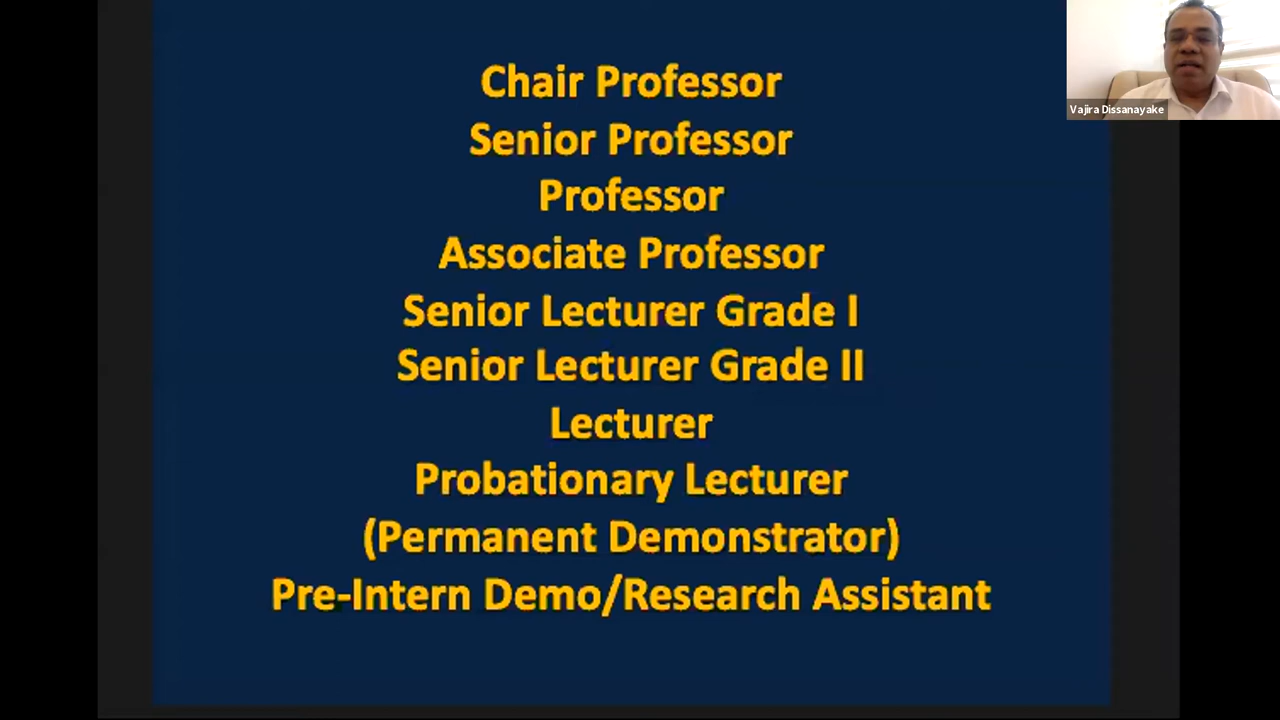 Chair Professor
Senior Professor
Professor
Associate Professor
Senior Lecturer Grade I
Senior Lecturer Grade II
Lecturer
Probationary Lecturer
(Permanent Demonstrator)
Pre-Intern Demo/Research Assistant
Vajira Dissanayake